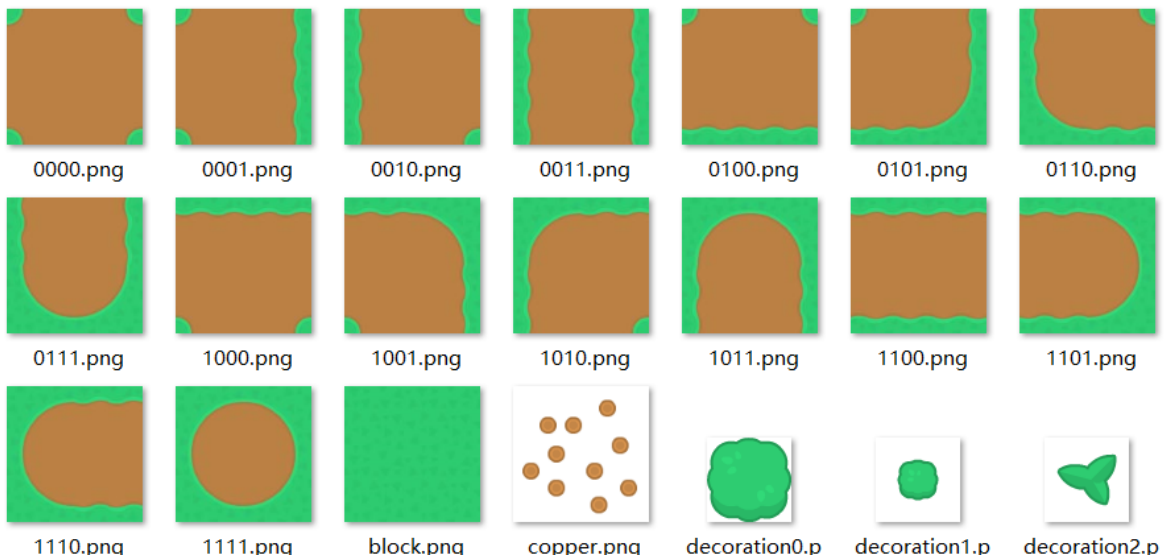 0000.png 0001.png 0010.png 0011.png 0100.png 0101.png 0110.png
0111.png 1000.png 1001.png 1010.png 1011.png 1100.png 1101.png
1110.png 1111.png block.png copper.png decoration0.p decoration1.p decoration2.p